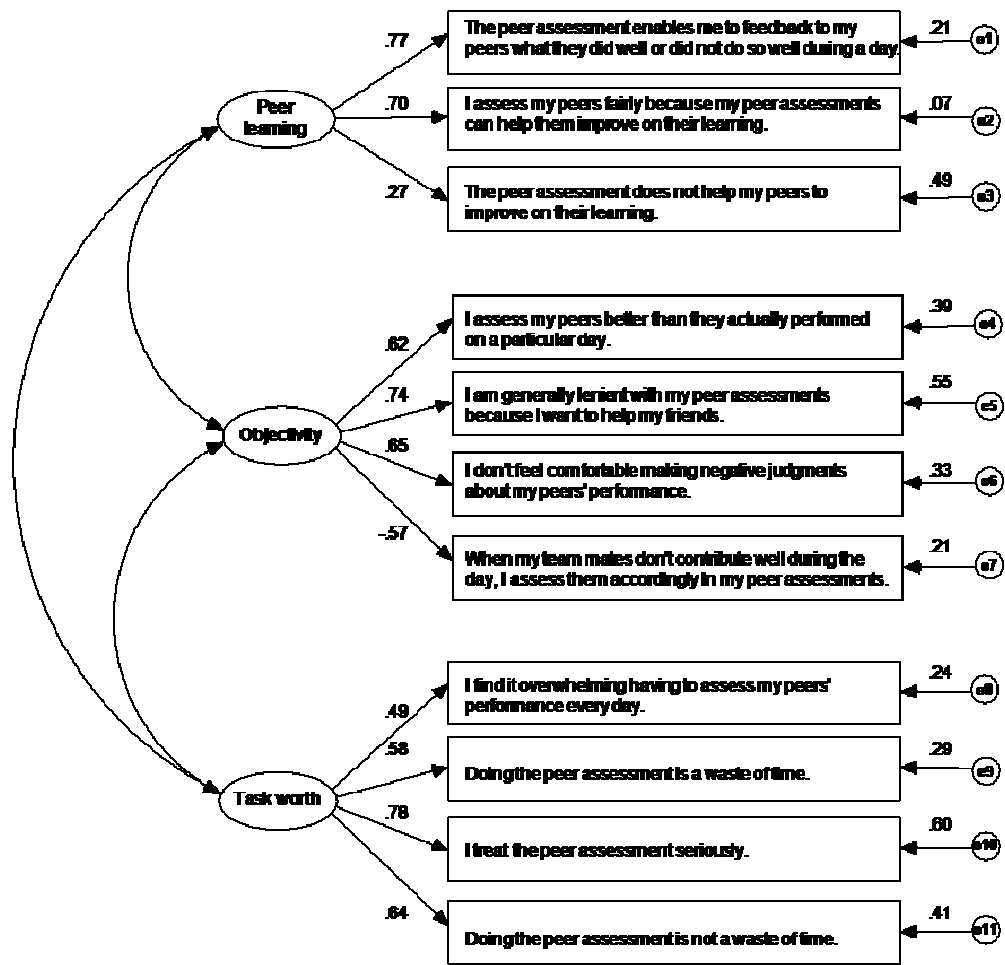 The peer assessment enables me to feedback to my
peers what they did well or did not do so well during a day.
.77
.21
e1
Peer
learning
.70
I assess my peers fairly because my peer assessments
can help them improve on their learning.
.07
e2
.27
The peer assessment does not help my peers to
improve on their learning.
.49
e3
.62
I assess my peers better than they actually performed
on a particular day.
.39
e4
.74
I am generally lenient with my peer assessments
because I want to help my friends.
.55
e5
Objectivity
.65
I don't feel comfortable making negative judgments
about my peers' performance.
.33
e6
-.57
When my team mates don't contribute well during the
day, I assess them accordingly in my peer assessments.
.21
e7
.49
I find it overwhelming having to assess my peers'
performance every day.
.24
e8
.58
Doing the peer assessment is a waste of time.
.29
e9
Task worth
.78
I treat the peer assessment seriously.
.60
e10
.64
Doing the peer assessment is not a waste of time.
.41
e11